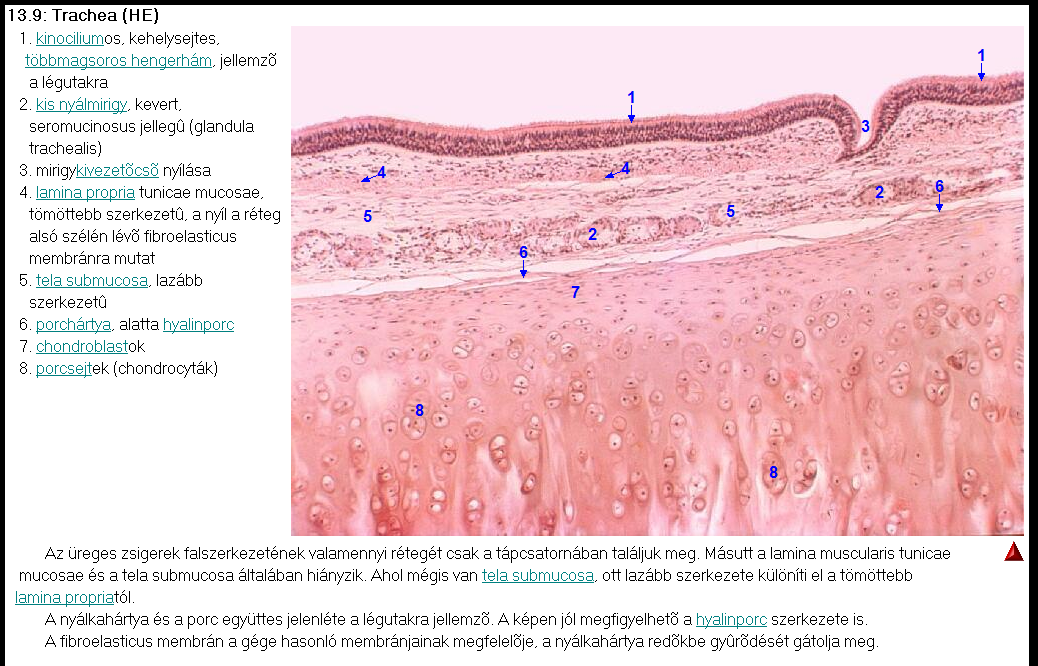 13.9: Trachea (HE)
1. kinociliumos, kehelysejtes,
többmagsoros hengerhám, jellemzõ
a légutakra
2. kis nyálmirigy, kevert,
seromucinosus jellegû (glandula
trachealis)
3. mirigykivezetõcsõ nyílása
4. lamina propria tunicae mucosae,
tömöttebb szerkezetû, a nyíl a réteg
alsó szélén lévõ fibroelasticus
membránra mutat
5. tela submucosa, lazább
szerkezetû
6. porchártya, alatta hyalinporc
7. chondroblastok
8. porcsejtek (chondrocyták)
1
1
3
4
4
2
6
5
5
2
6
7
8
8
Az üreges zsigerek falszerkezetének valamennyi rétegét csak a tápcsatornában találjuk meg. Másutt a lamina muscularis tunicae
mucosae és a tela submucosa általában hiányzik. Ahol mégis van tela submucosa, ott lazább szerkezete különíti el a tömöttebb
lamina propriatól.
A nyálkahártya és a porc együttes jelenléte a légutakra jellemzõ. A képen jól megfigyelhetõ a hyalinporc szerkezete is.
A fibroelasticus membrán a gége hasonló membránjainak megfelelõje, a nyálkahártya redõkbe gyûrõdését gátolja meg.